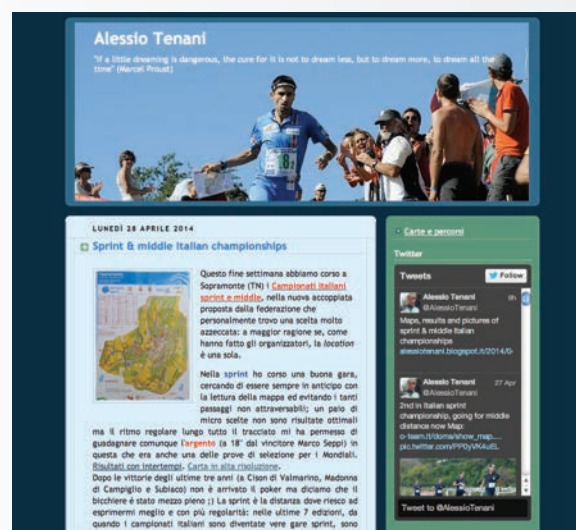 Alessio Tenani
"If a little dreaming is dangerous, the cure for it is not to dream less, but to dream more, to dream all the
time" (Marcel Proust)
LUNEDÌ 28 APRILE 2014
Sprint & middle Italian championships
Questo fine settimana abbiamo corso a
Sopramonte (TN) i Campionati italiani
sprint e middle, nella nuova accoppiata
proposta dalla federazione che
personalmente trovo una scelta molto
azzeccata: a maggior ragione se, come
hanno fatto gli organizzatori, la location
è una sola.
Nella sprint ho corso una buona gara,
cercando di essere sempre in anticipo con
la lettura della mappa ed evitando i tanti
passaggi non attraversabili; un paio di
micro scelte non sono risultate ottimali
ma il ritmo regolare lungo tutto il tracciato mi ha permesso di
guadagnare comunque l'argento (a 18" dal vincitore Marco Seppi) in
questa che era anche una delle prove di selezione per i Mondiali.
Risultati con intertempi. Carta in alta risoluzione.
Dopo le vittorie degli ultime tre anni (a Cison di Valmarino, Madonna
di Campiglio e Subiaco) non è arrivato il poker ma diciamo che il
bicchiere è stato mezzo pieno ;) La sprint è la distanza dove riesco ad
esprimermi meglio e con più regolarità: nelle ultime 7 edizioni, da
quando i campionati italiani sono diventate vere gare sprint, sono
Carte e percorsi
Twitter
Tweets
Follow
Alessio Tenani 8h
@AlessioTenani
Maps, results and pictures of
sprint & middle Italian
championships
alessiotenani.blogspot.it/2014/0
Alessio Tenani 27 Apr
@AlessioTenani
2nd in Italian sprint
championship, going for middle
distance now Map:
o-team.it/doma/show_map....
pic.twitter.com/PP0yVK4uEL
Tweet to @AlessioTenani